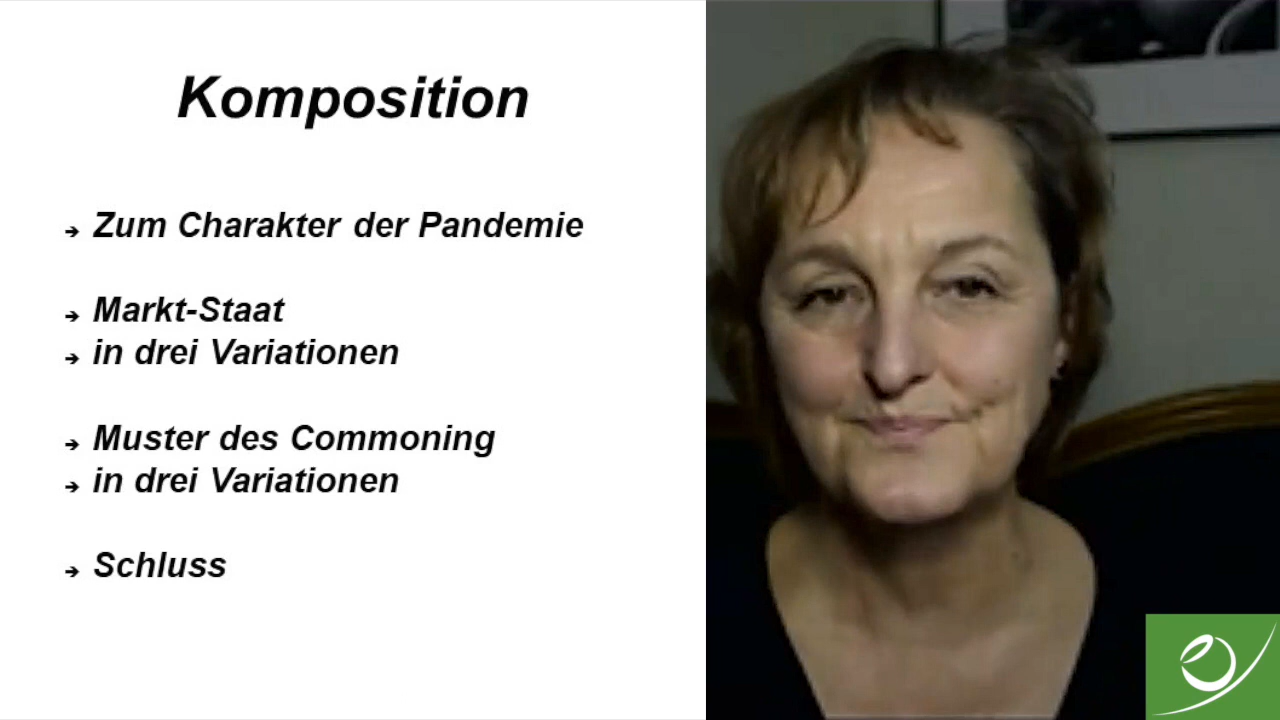 Komposition
➔ Zum Charakter der Pandemie
➔ Markt-Staat
➔ in drei Variationen
➔ Muster des Commoning
➔ in drei Variationen
➔ Schluss